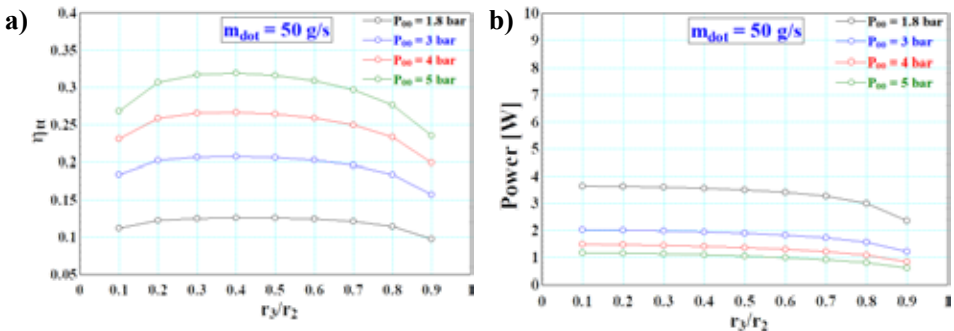 a)
0.4
0.35
0.3
0.25
0.2
0.15
0.1
0.05
η_tt
m_dot = 50 g/s
P₀₀ = 1.8 bar
P₀₀ = 3 bar
P₀₀ = 4 bar
P₀₀ = 5 bar
0 0.1 0.2 0.3 0.4 0.5 0.6 0.7 0.8 0.9 1
r₃/r₂
b)
10
9
8
7
6
5
4
3
2
1
0
Power [W]
m_dot = 50 g/s
P₀₀ = 1.8 bar
P₀₀ = 3 bar
P₀₀ = 4 bar
P₀₀ = 5 bar
0 0.1 0.2 0.3 0.4 0.5 0.6 0.7 0.8 0.9 1
r₃/r₂